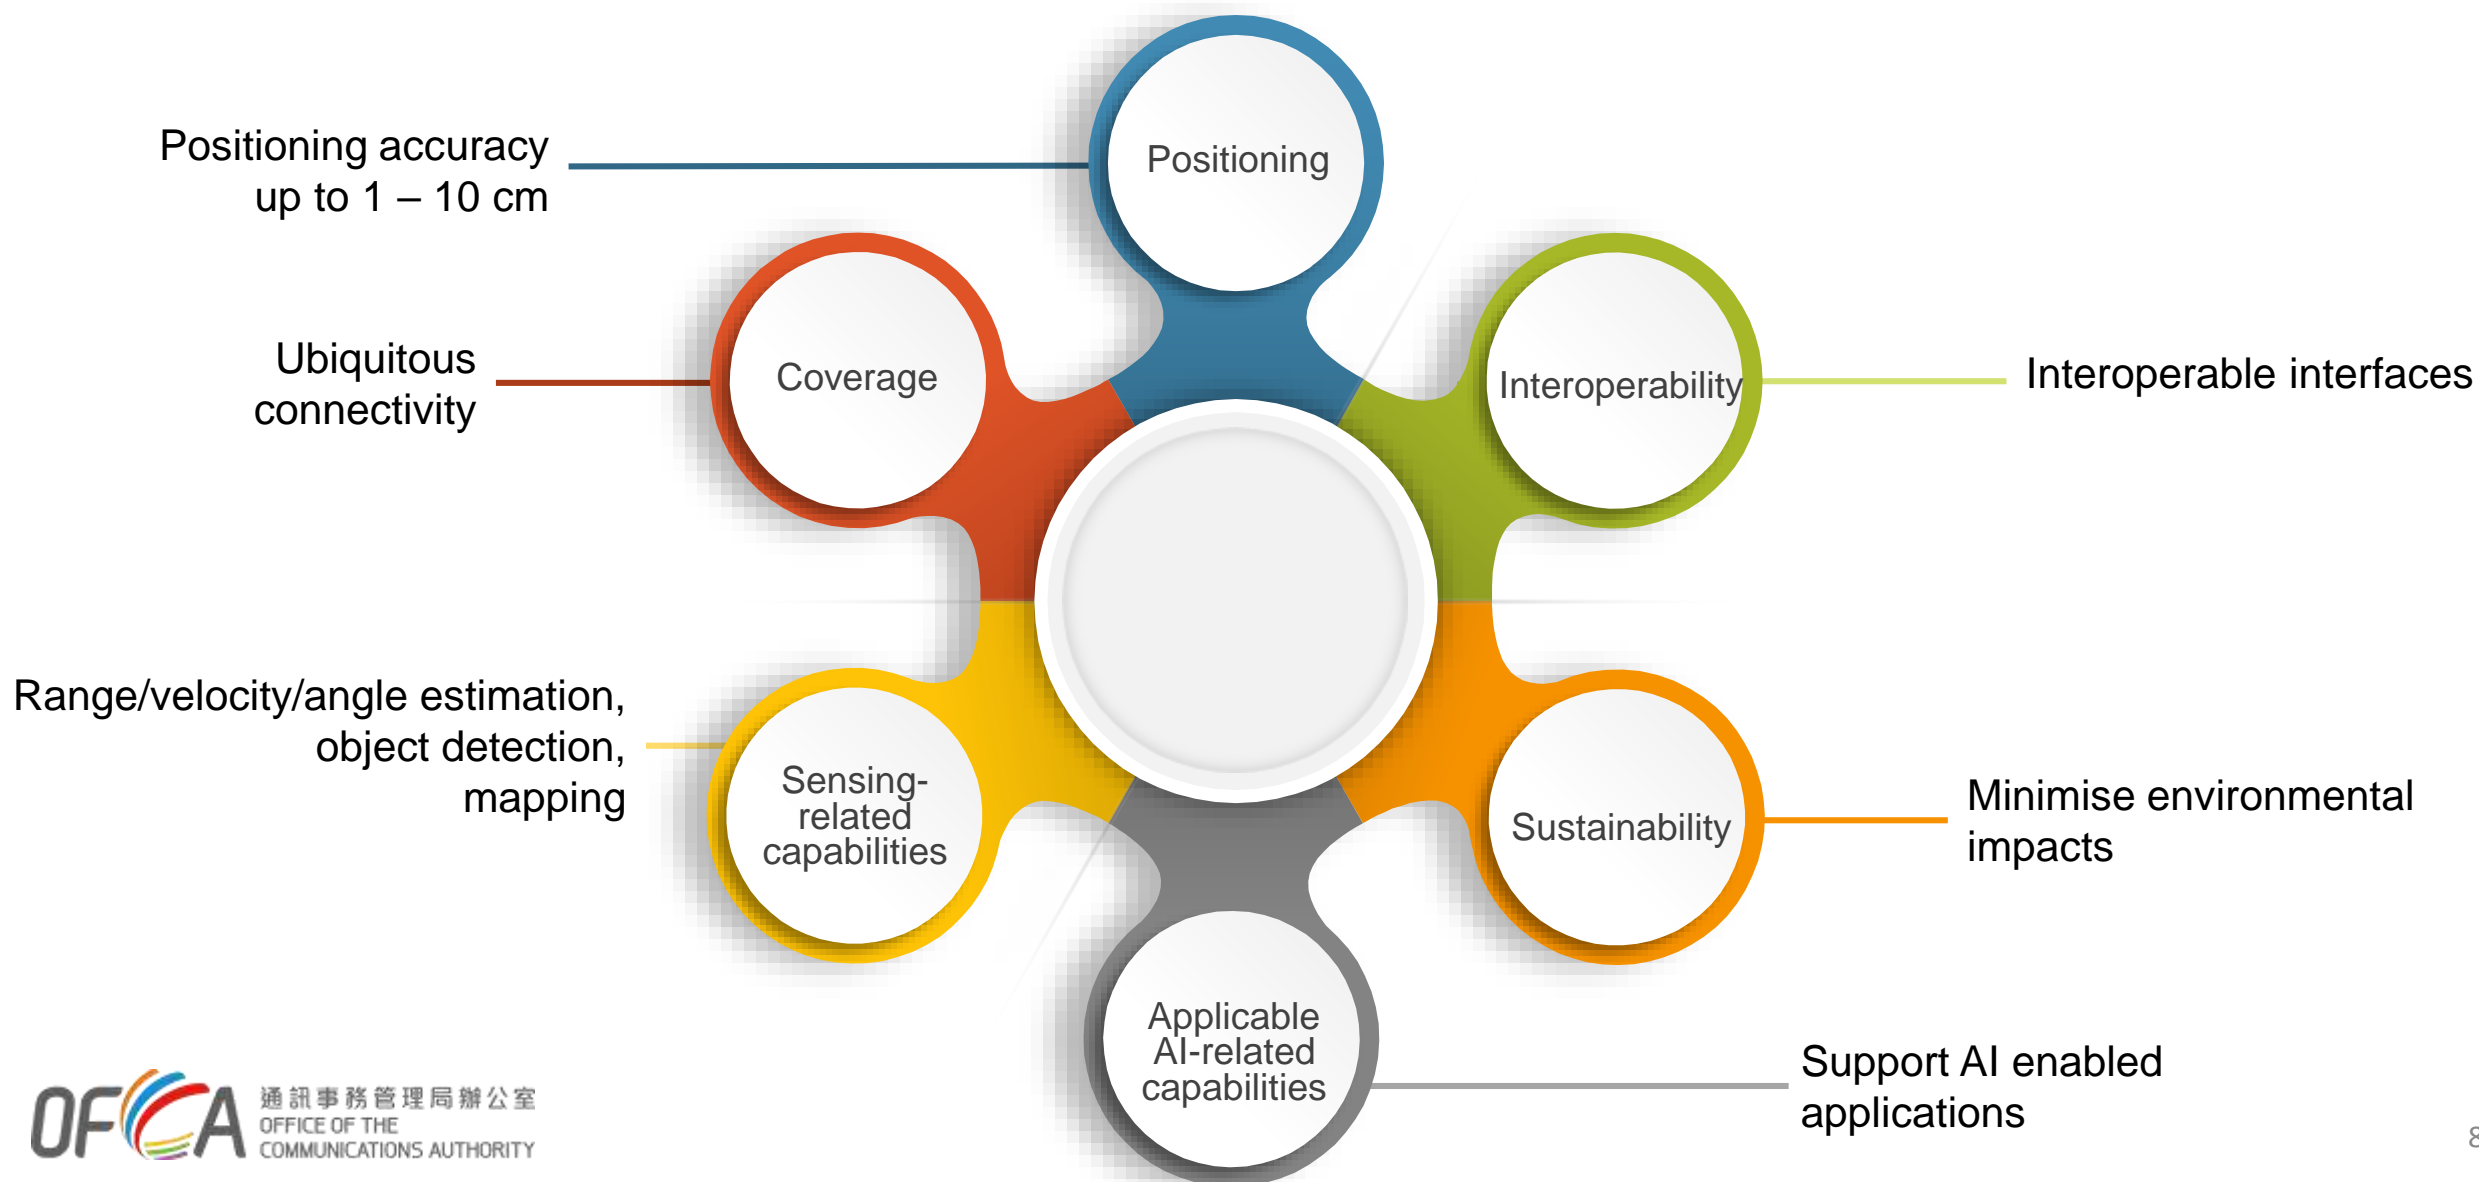 Positioning accuracy
up to 1 – 10 cm
Positioning
Ubiquitous
connectivity
Coverage
Interoperability
Interoperable interfaces
Range/velocity/angle estimation,
object detection,
mapping
Sensing-
related
capabilities
Sustainability
Minimise environmental
impacts
Applicable
AI-related
capabilities
Support AI enabled
applications
OFCA
通訊事務管理局辦公室
OFFICE OF THE
COMMUNICATIONS AUTHORITY
8